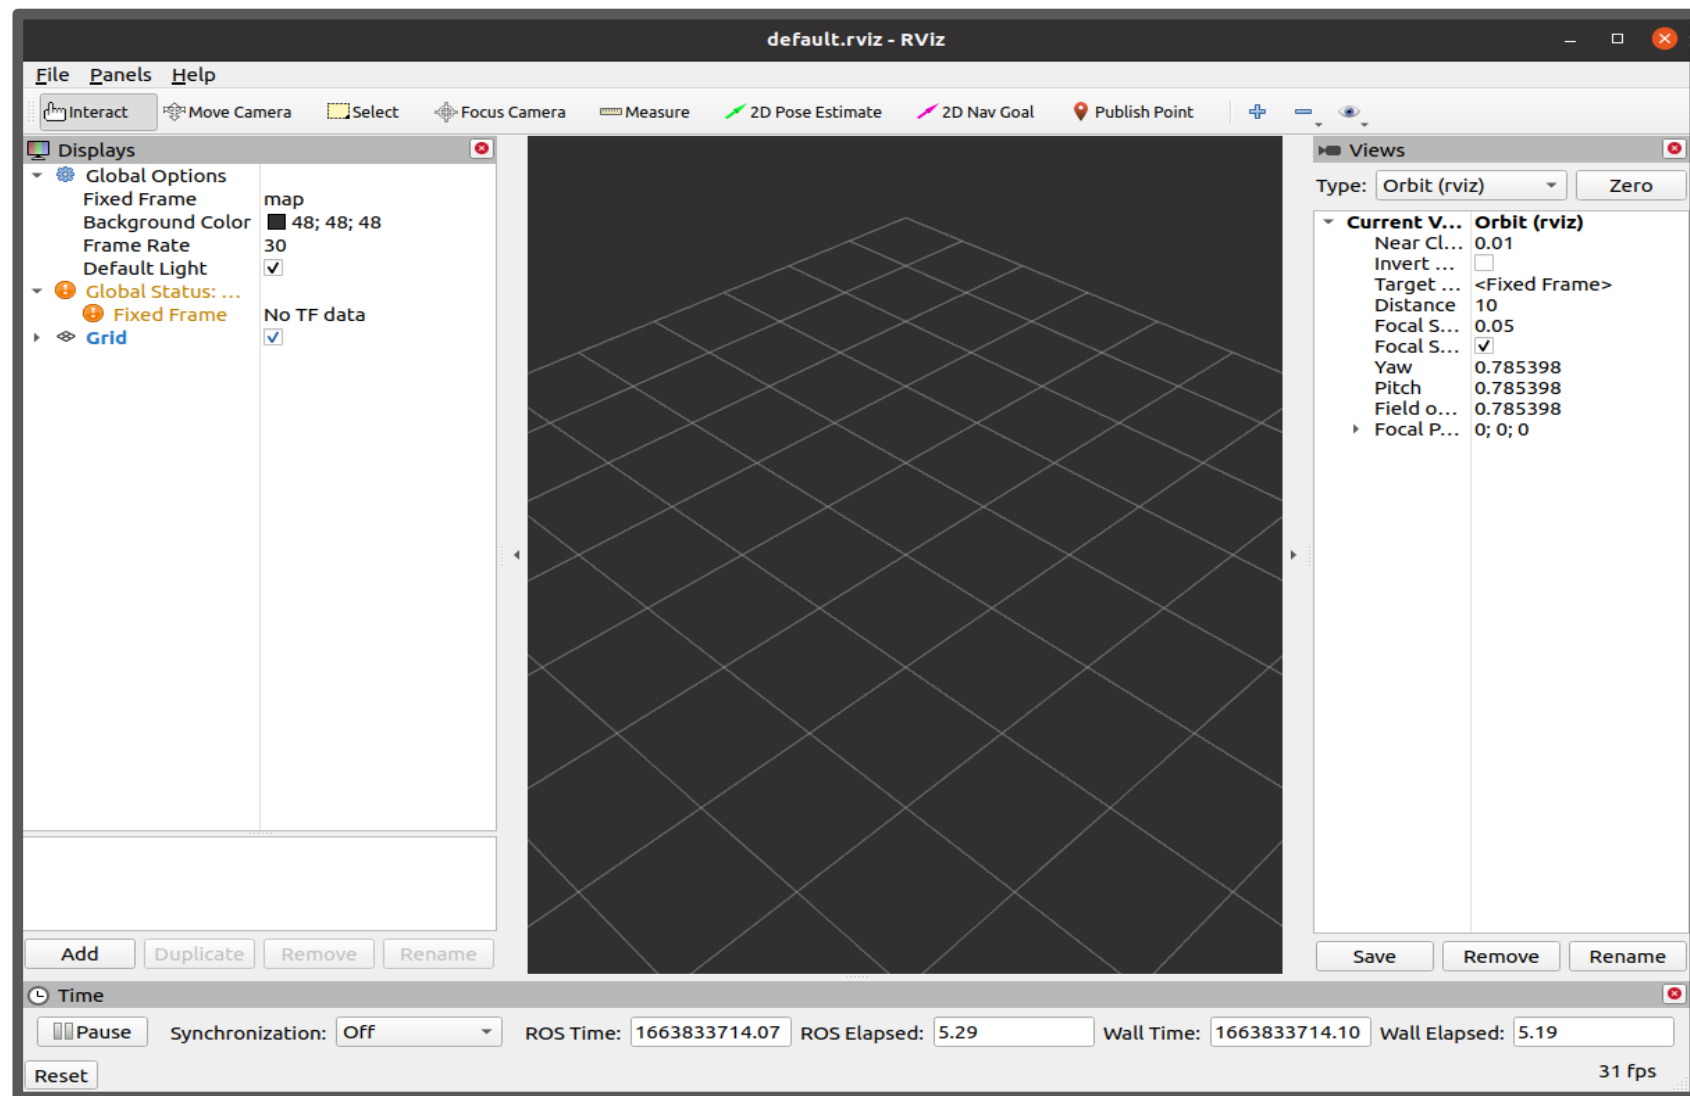 default.rviz - RViz
File Panels Help
Interact Move Camera Select Focus Camera Measure 2D Pose Estimate 2D Nav Goal Publish Point
Displays
Global Options
Fixed Frame map
Background Color 48; 48; 48
Frame Rate 30
Default Light
Global Status: ...
Fixed Frame No TF data
Grid
Add Duplicate Remove Rename
Views
Type: Orbit (rviz) Zero
Current V... Orbit (rviz)
Near Cl... 0.01
Invert ...
Target ... <Fixed Frame>
Distance 10
Focal S... 0.05
Focal S...
Yaw 0.785398
Pitch 0.785398
Field o... 0.785398
Focal P... 0; 0; 0
Save Remove Rename
Time
Pause Synchronization: Off ROS Time: 1663833714.07 ROS Elapsed: 5.29 Wall Time: 1663833714.10 Wall Elapsed: 5.19
Reset 31 fps